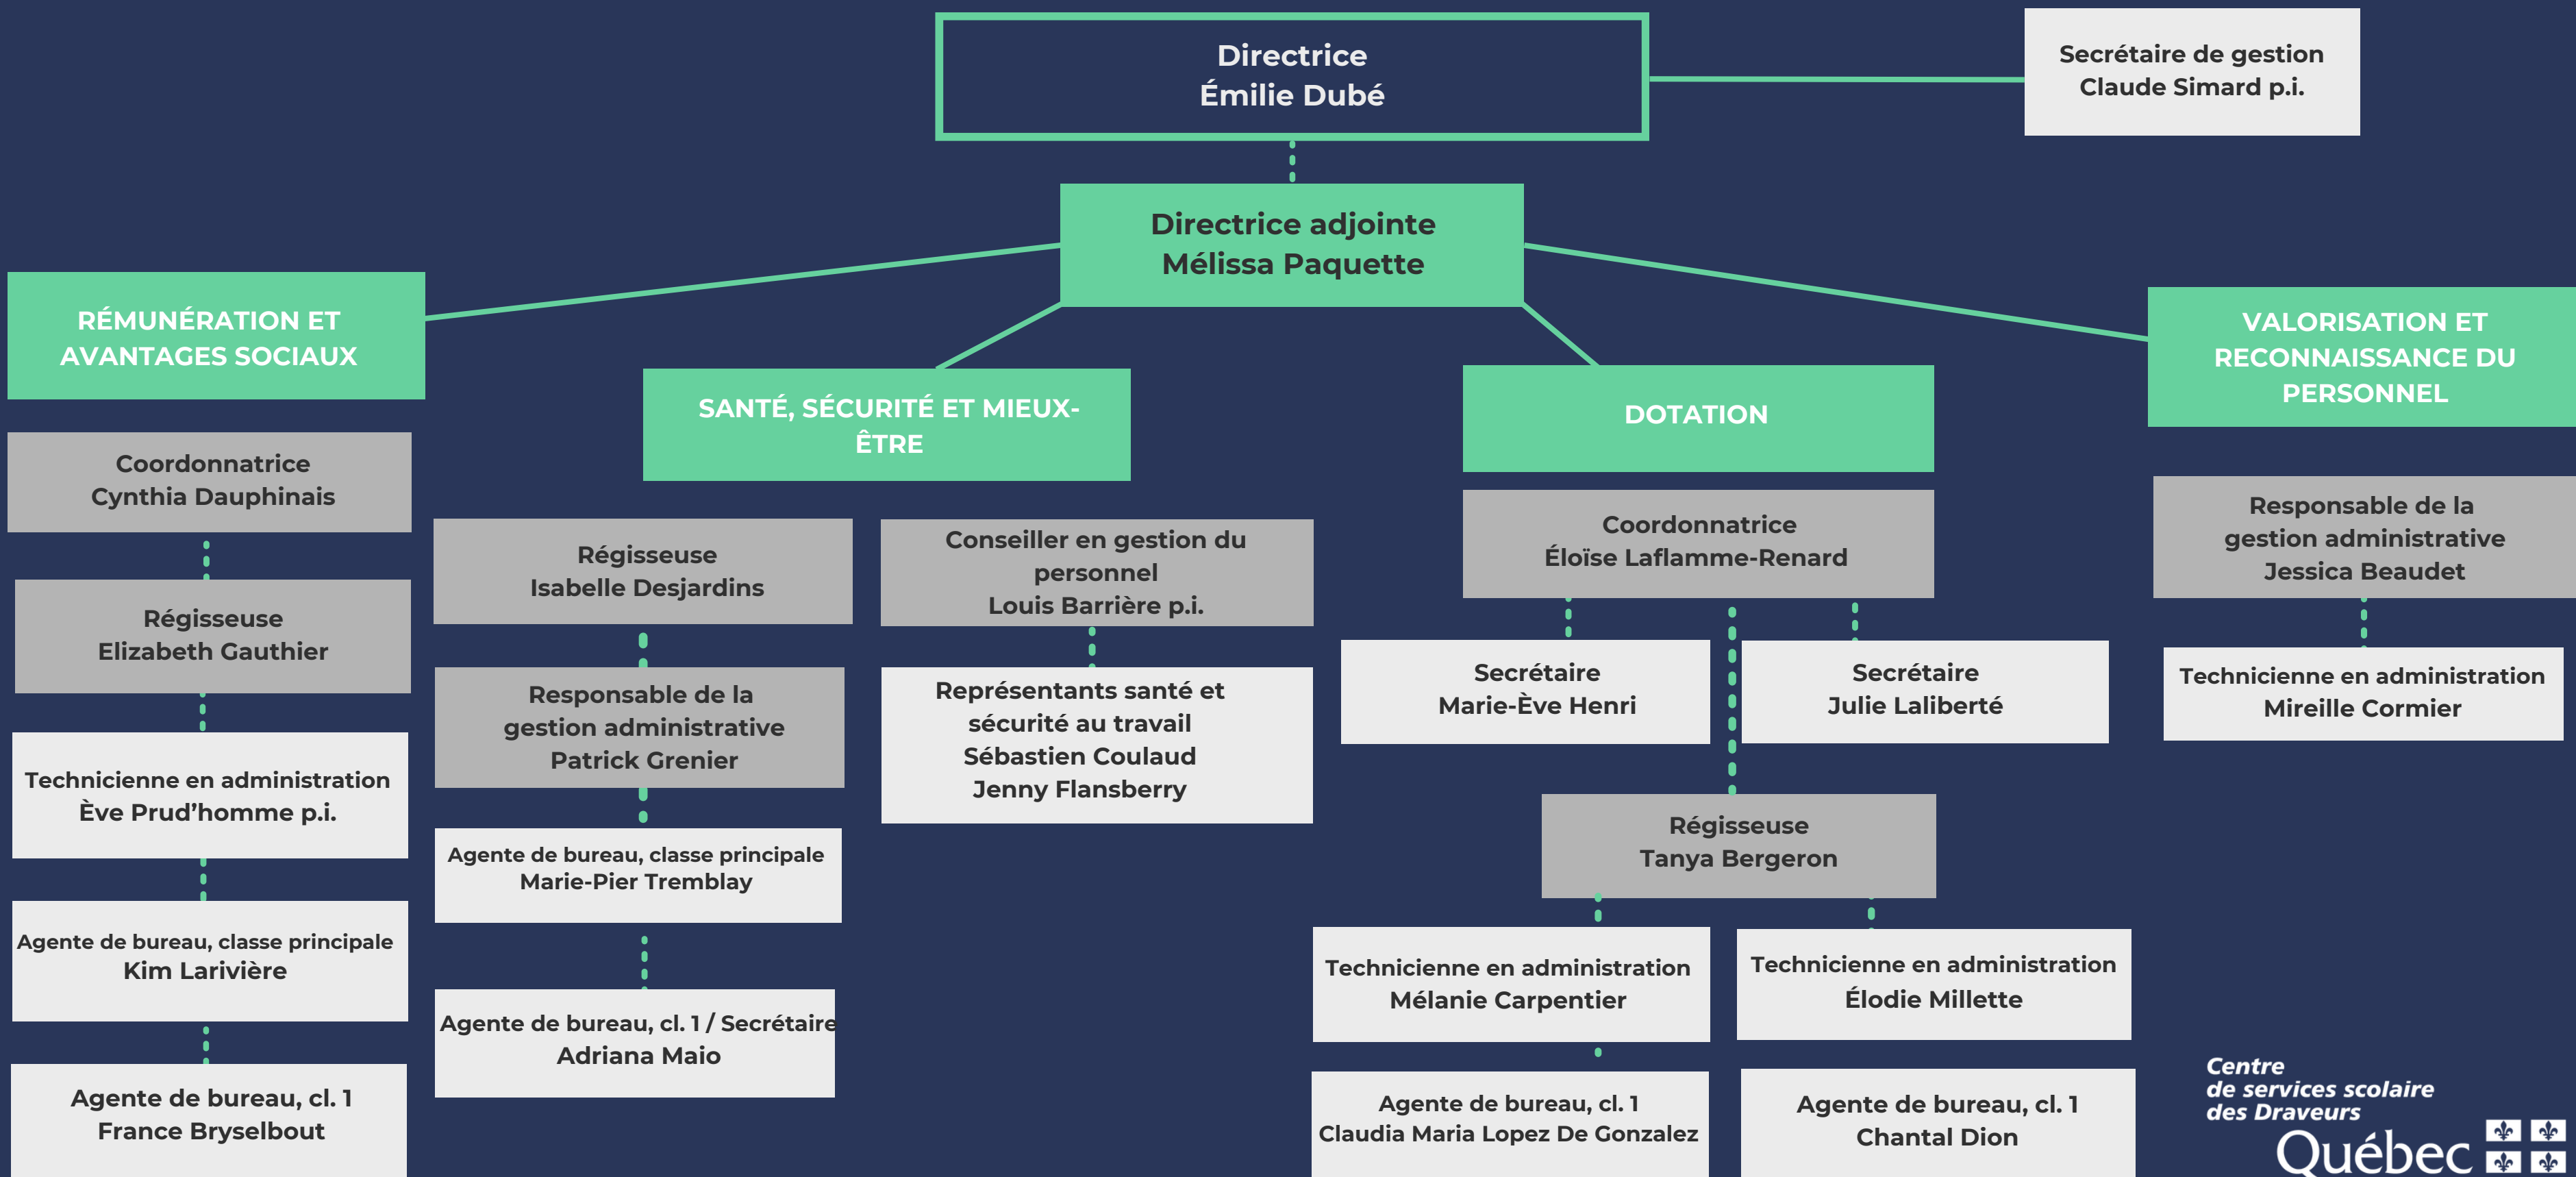 Directrice
Émilie Dubé
Secrétaire de gestion
Claude Simard p.i.
Directrice adjointe
Mélissa Paquette
RÉMUNÉRATION ET
AVANTAGES SOCIAUX
Coordonnatrice
Cynthia Dauphinais
Régisseuse
Elizabeth Gauthier
Technicienne en administration
Ève Prud’homme p.i.
Agente de bureau, classe principale
Kim Larivière
Agente de bureau, cl. 1
France Bryselbout
SANTÉ, SÉCURITÉ ET MIEUX-
ÊTRE
Régisseuse
Isabelle Desjardins
Responsable de la
gestion administrative
Patrick Grenier
Agente de bureau, classe principale
Marie-Pier Tremblay
Agente de bureau, cl. 1 / Secrétaire
Adriana Maio
Conseiller en gestion du
personnel
Louis Barrière p.i.
Représentants santé et
sécurité au travail
Sébastien Coulaud
Jenny Flansberry
DOTATION
Coordonnatrice
Éloïse Laflamme-Renard
Secrétaire
Marie-Ève Henri
Secrétaire
Julie Laliberté
Régisseuse
Tanya Bergeron
Technicienne en administration
Mélanie Carpentier
Technicienne en administration
Élodie Millette
Agente de bureau, cl. 1
Claudia Maria Lopez De Gonzalez
Agente de bureau, cl. 1
Chantal Dion
VALORISATION ET
RECONNAISSANCE DU
PERSONNEL
Responsable de la
gestion administrative
Jessica Beaudet
Technicienne en administration
Mireille Cormier
Centre
de services scolaire
des Draveurs
Québec